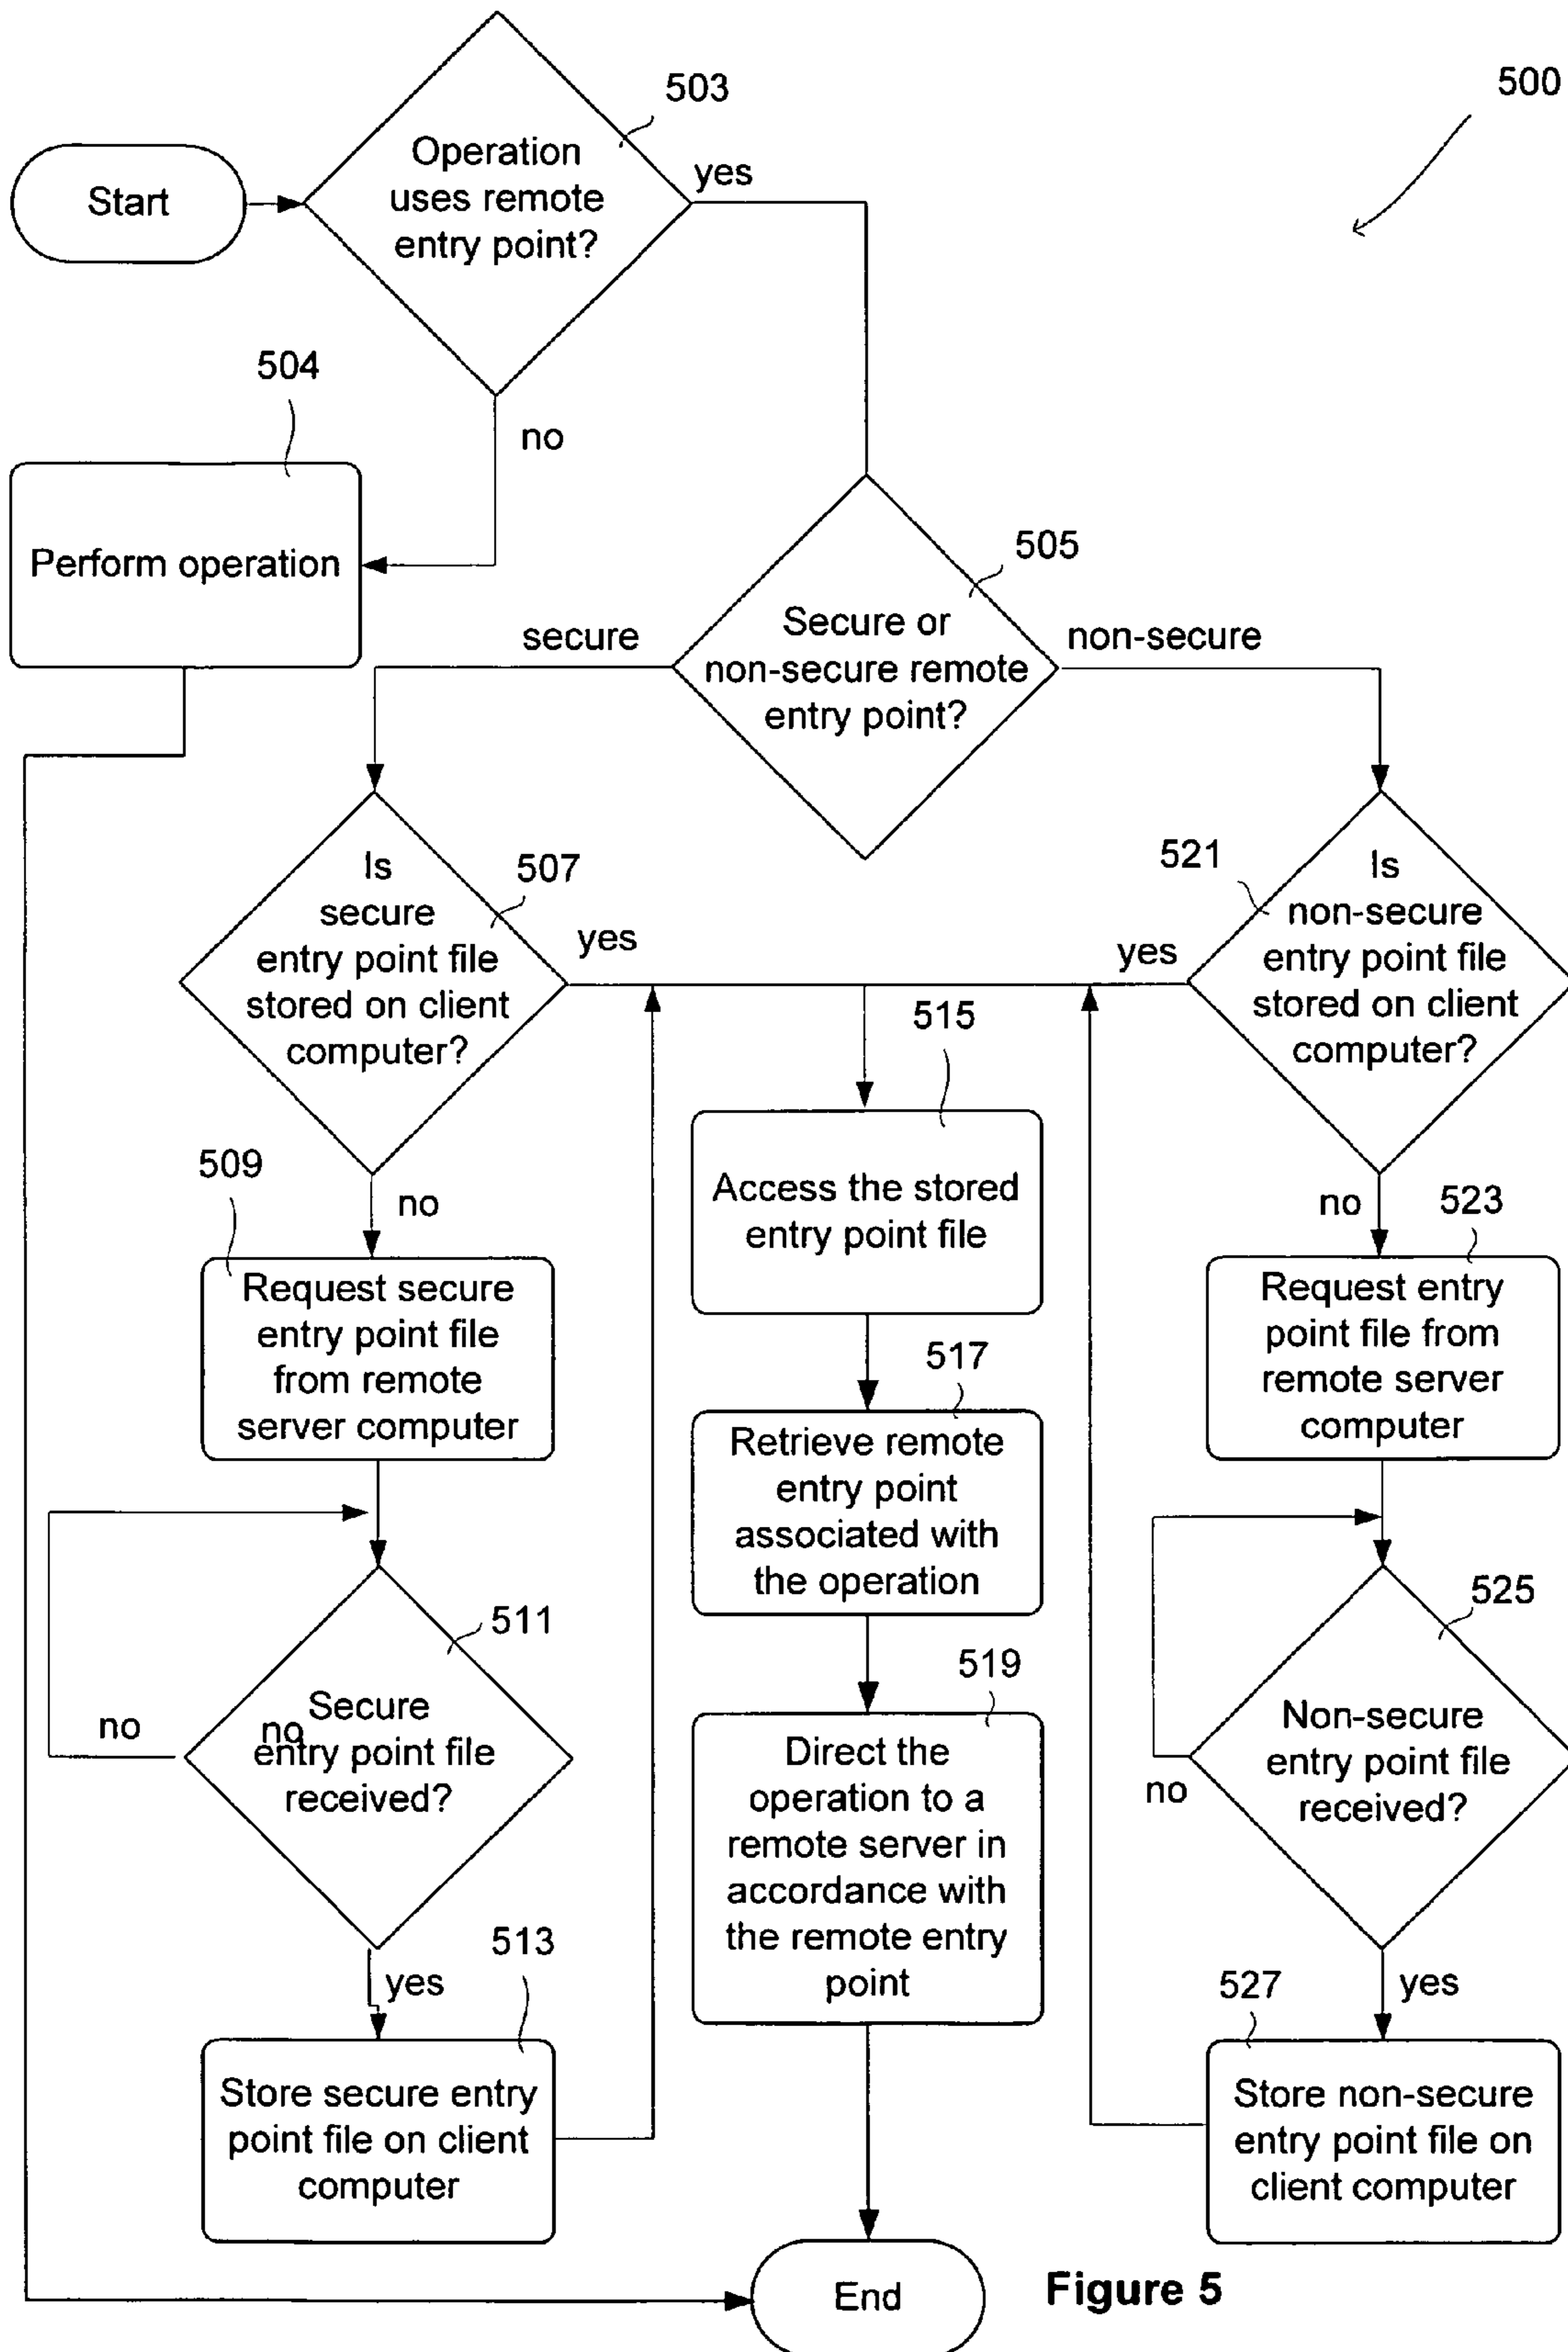 500
503
Start
Operation
uses remote
entry point?
yes
no
504
Perform operation
505
Secure or
non-secure remote
entry point?
secure
non-secure
507
Is
secure
entry point file
stored on client
computer?
yes
no
521
Is
non-secure
entry point file
stored on client
computer?
yes
no
509
Request secure
entry point file
from remote
server computer
511
Secure
entry point file
received?
no
no
yes
513
Store secure entry
point file on client
computer
515
Access the stored
entry point file
517
Retrieve remote
entry point
associated with
the operation
519
Direct the
operation to a
remote server in
accordance with
the remote entry
point
523
Request entry
point file from
remote server
computer
525
Non-secure
entry point file
received?
no
yes
527
Store non-secure
entry point file on
client computer
End
Figure 5